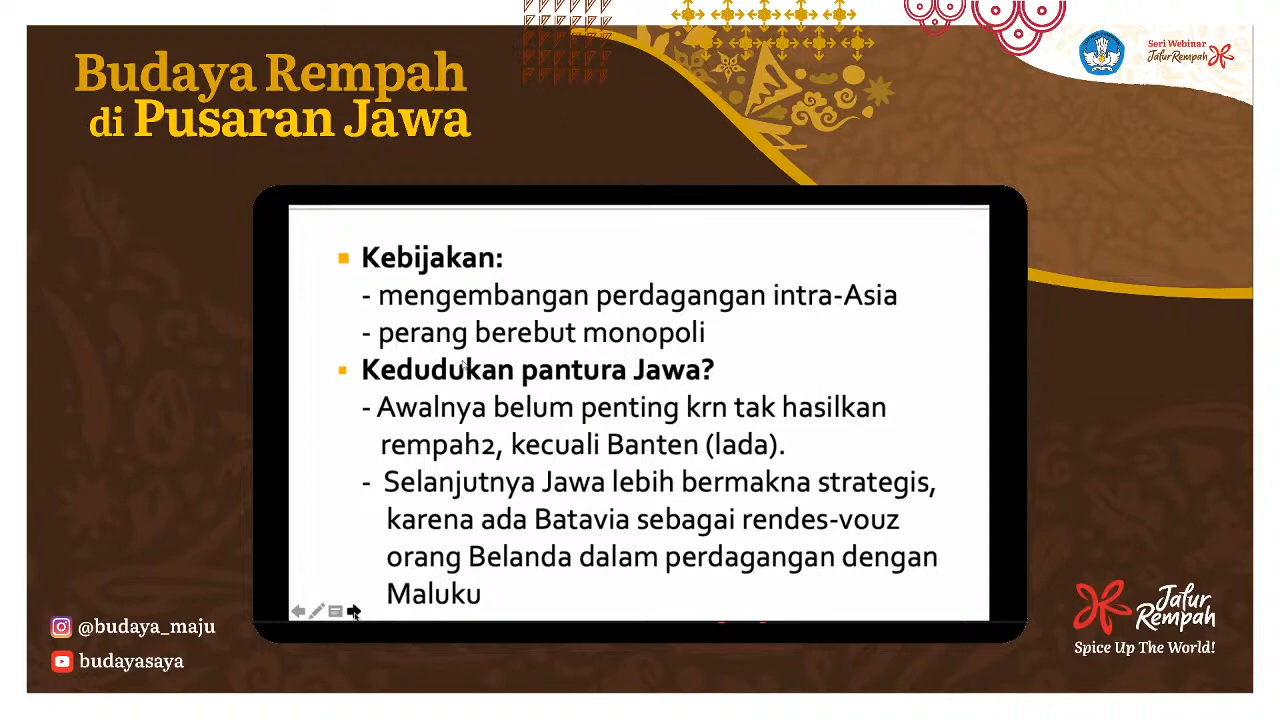 Budaya Rempah
di Pusaran Jawa
Seri Webinar
Jalur Rempah
Kebijakan:
- mengembangan perdagangan intra-Asia
- perang berebut monopoli
Kedudukan pantura Jawa?
- Awalnya belum penting krn tak hasilkan
rempah2, kecuali Banten (lada).
- Selanjutnya Jawa lebih bermakna strategis,
karena ada Batavia sebagai rendes-vouz
orang Belanda dalam perdagangan dengan
Maluku
@budaya_maju
budayasaya
Jalur
Rempah
Spice Up The World!